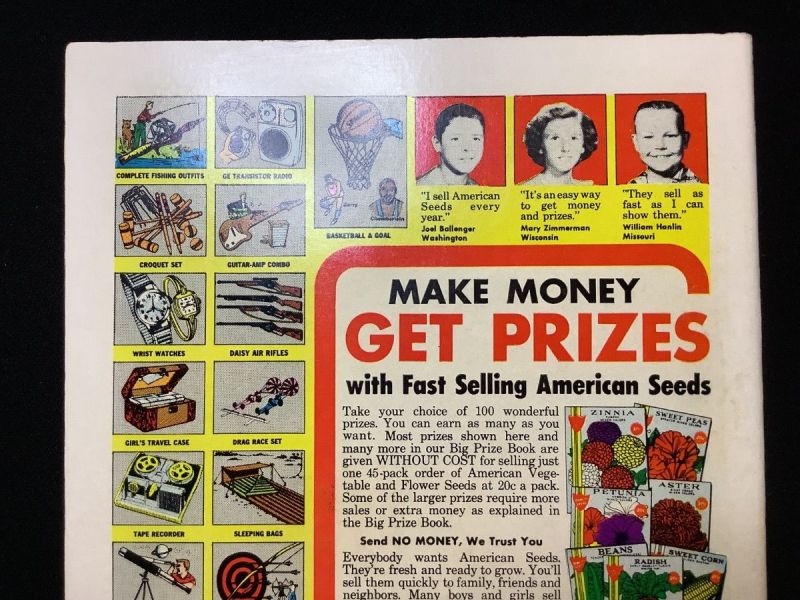 COMPLETE FISHING OUTFITS
GE TRANSISTOR RADIO
CROQUET SET
GUITAR-AMP COMBO
WRIST WATCHES
DAISY AIR RIFLES
GIRL'S TRAVEL CASE
DRAG RACE SET
TAPE RECORDER
SLEEPING BAGS
Chamberlain
BASKETBALL & GOAL
"I sell American
Seeds every
year."
Joel Ballenger
Washington
"It's an easy way
to get money
and prizes."
Mary Zimmerman
Wisconsin
"They sell as
fast as I can
show them."
William Hanlin
Missouri
MAKE MONEY
GET PRIZES
with Fast Selling American Seeds
Take your choice of 100 wonderful
prizes. You can earn as many as you
want. Most prizes shown here and
many more in our Big Prize Book are
given WITHOUT COST for selling just
one 45-pack order of American Vege-
table and Flower Seeds at 20c a pack.
Some of the larger prizes require more
sales or extra money as explained in
the Big Prize Book.
Send NO MONEY, We Trust You
Everybody wants American Seeds.
They're fresh and ready to grow. You'll
sell them quickly to family, friends and
neighbors. Many boys and girls sell
ZINNIA
SWEET PEAS
PETUNIA
ASTER
BEANS
RADISH
SWEET CORN